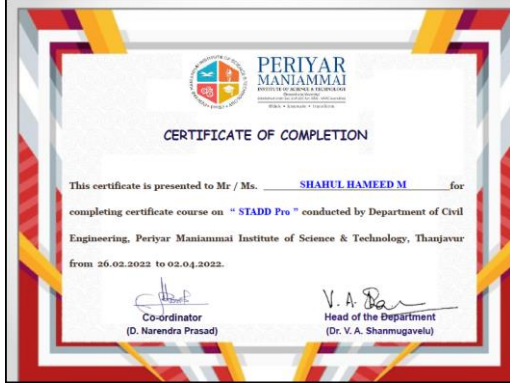 PERIYAR
MANIAMMAI
INSTITUTE OF SCIENCE & TECHNOLOGY
CERTIFICATE OF COMPLETION
This certificate is presented to Mr / Ms. SHAHUL HAMEED M for
completing certificate course on “ STADD Pro ” conducted by Department of Civil
Engineering, Periyar Maniammai Institute of Science & Technology, Thanjavur
from 26.02.2022 to 02.04.2022.
Co-ordinator
(D. Narendra Prasad)
V. A.
Head of the Department
(Dr. V. A. Shanmugavelu)